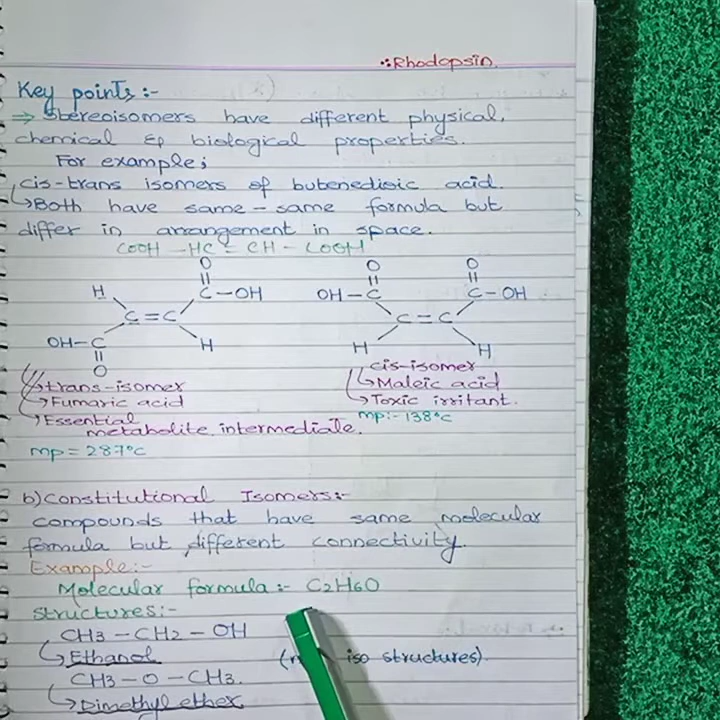 ∴Rhodopsin.
Key points:-
⇒ Stereoisomers have different physical,
chemical & biological properties.
For example;
cis-trans isomers of butenedioic acid.
↳Both have same-same formula but
differ in arrangement in space.
COOH-HC=CH-COOH
O O O
H C-OH OH-C C-OH
C=C C=C
OH-C H H H
O
cis-isomer
↳trans-isomer ↳Maleic acid
↳Fumaric acid ↳Toxic irritant.
↳Essential mp:-138°C
metabolite intermediate.
mp=287°C
b)Constitutional Isomers:-
compounds that have same molecular
formula but different connectivity.
Example:-
Molecular formula:- C2H6O
Structures:-
CH3-CH2-OH
↳Ethanol
iso structures).
CH3-O-CH3.
↳Dimethyl ether